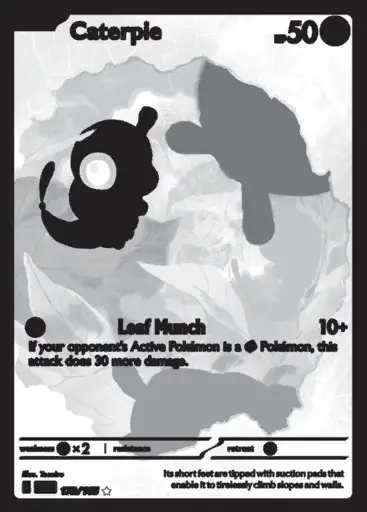 Caterpie HP50
Leaf Munch 10+
If your opponent's Active Pokémon is a Pokémon, this
attack does 30 more damage.
weakness ×2 resistance retreat
Illus. Its short feet are tipped with suction pads that
enable it to tirelessly climb slopes and walls.